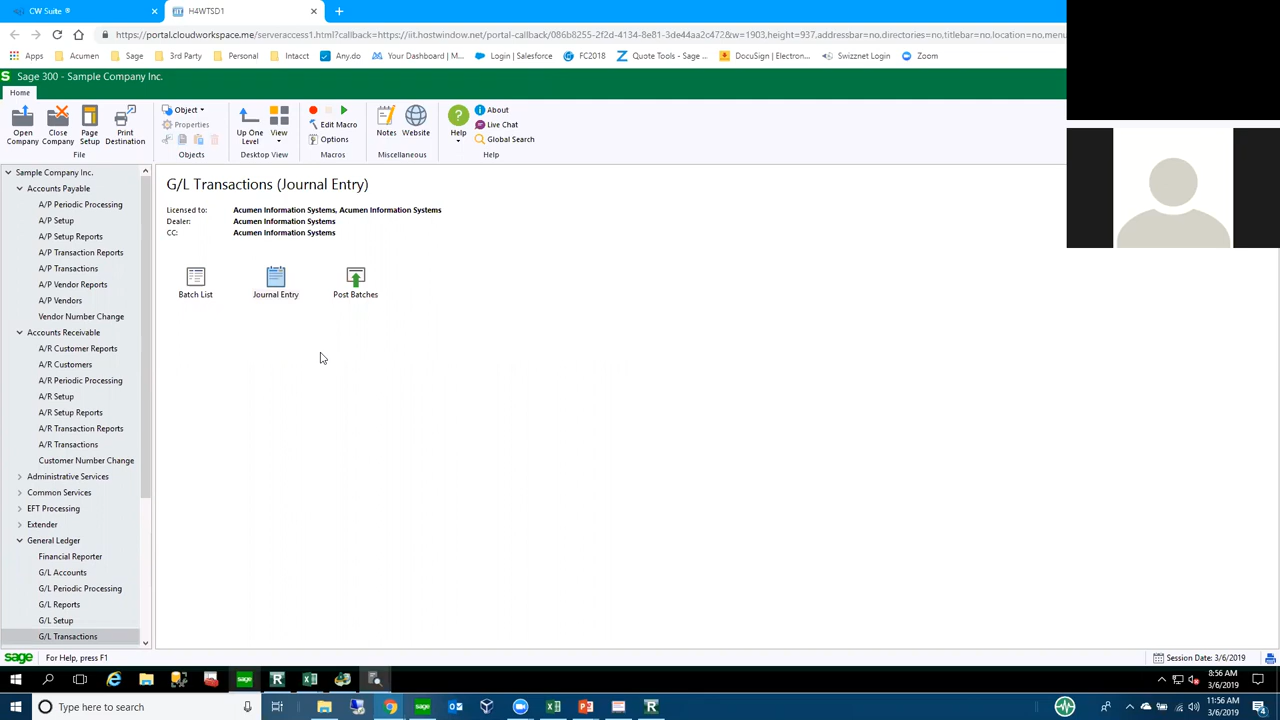 CW Suite ®
H4WTSD1
https://portal.cloudworkspace.me/serveraccess1.html?callback=https://iit.hostwindow.net/portal-callback/086b8255-2f2d-4134-8e81-3de44aa2c472&w=1903,height=937,addressbar=no,directories=no,titlebar=no,location=no,menu
Apps Acumen Sage 3rd Party Personal Intacct Any.do Your Dashboard | M... Login | Salesforce FC2018 Quote Tools - Sage ... DocuSign | Electron... Swizznet Login Zoom
Sage 300 - Sample Company Inc.
Home
Open Company
Close Company
Page Setup
Print Destination
File
Object
Properties
Objects
Up One Level
View
Desktop View
Edit Macro
Options
Macros
Notes
Website
Miscellaneous
Help
About
Live Chat
Global Search
Help
Sample Company Inc.
Accounts Payable
A/P Periodic Processing
A/P Setup
A/P Setup Reports
A/P Transaction Reports
A/P Transactions
A/P Vendor Reports
A/P Vendors
Vendor Number Change
Accounts Receivable
A/R Customer Reports
A/R Customers
A/R Periodic Processing
A/R Setup
A/R Setup Reports
A/R Transaction Reports
A/R Transactions
Customer Number Change
Administrative Services
Common Services
EFT Processing
Extender
General Ledger
Financial Reporter
G/L Accounts
G/L Periodic Processing
G/L Reports
G/L Setup
G/L Transactions
G/L Transactions (Journal Entry)
Licensed to: Acumen Information Systems, Acumen Information Systems
Dealer: Acumen Information Systems
CC: Acumen Information Systems
Batch List
Journal Entry
Post Batches
sage For Help, press F1
Session Date: 3/6/2019
sage
8:56 AM
3/6/2019
Type here to search
sage
11:56 AM
3/6/2019
4